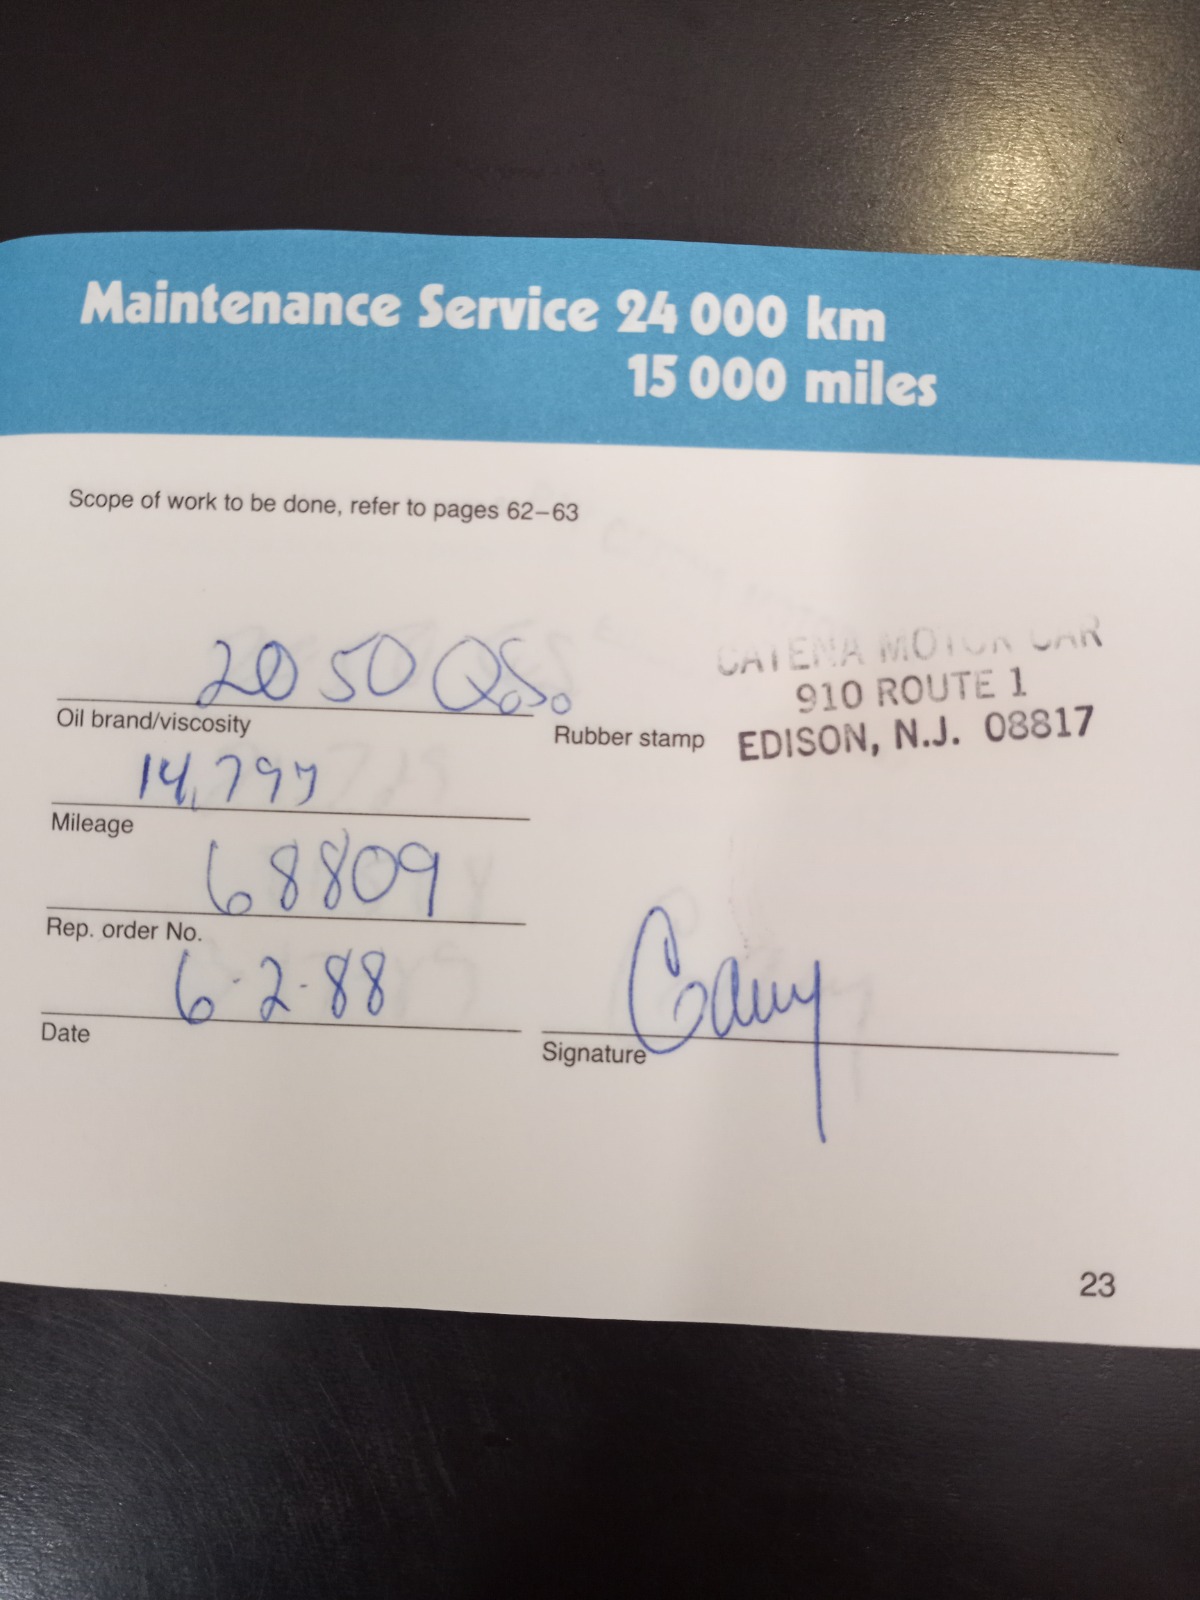 Maintenance Service 24 000 km
15 000 miles
Scope of work to be done, refer to pages 62–63
20 50 Q.S.
Oil brand/viscosity
CATENA MOTOR CAR
910 ROUTE 1
EDISON, N.J. 08817
Rubber stamp
14,797
Mileage
68809
Rep. order No.
6-2-88
Date
Signature
23